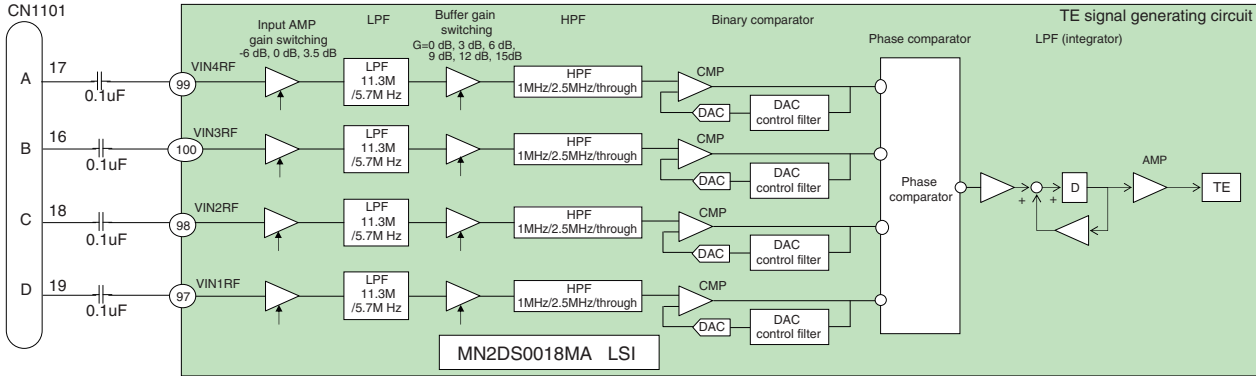 CN1101
TE signal generating circuit
Input AMP
gain switching
-6 dB, 0 dB, 3.5 dB
LPF
Buffer gain
switching
G=0 dB, 3 dB, 6 dB,
9 dB, 12 dB, 15dB
HPF
Binary comparator
Phase comparator
LPF (integrator)
A
17
0.1uF
99
VIN4RF
LPF
11.3M
/5.7M Hz
HPF
1MHz/2.5MHz/through
CMP
DAC
DAC
control filter
B
16
0.1uF
100
VIN3RF
LPF
11.3M
/5.7M Hz
HPF
1MHz/2.5MHz/through
CMP
DAC
DAC
control filter
Phase
comparator
+
+
D
AMP
TE
C
18
0.1uF
98
VIN2RF
LPF
11.3M
/5.7M Hz
HPF
1MHz/2.5MHz/through
CMP
DAC
DAC
control filter
D
19
0.1uF
97
VIN1RF
LPF
11.3M
/5.7M Hz
HPF
1MHz/2.5MHz/through
CMP
DAC
DAC
control filter
MN2DS0018MA LSI